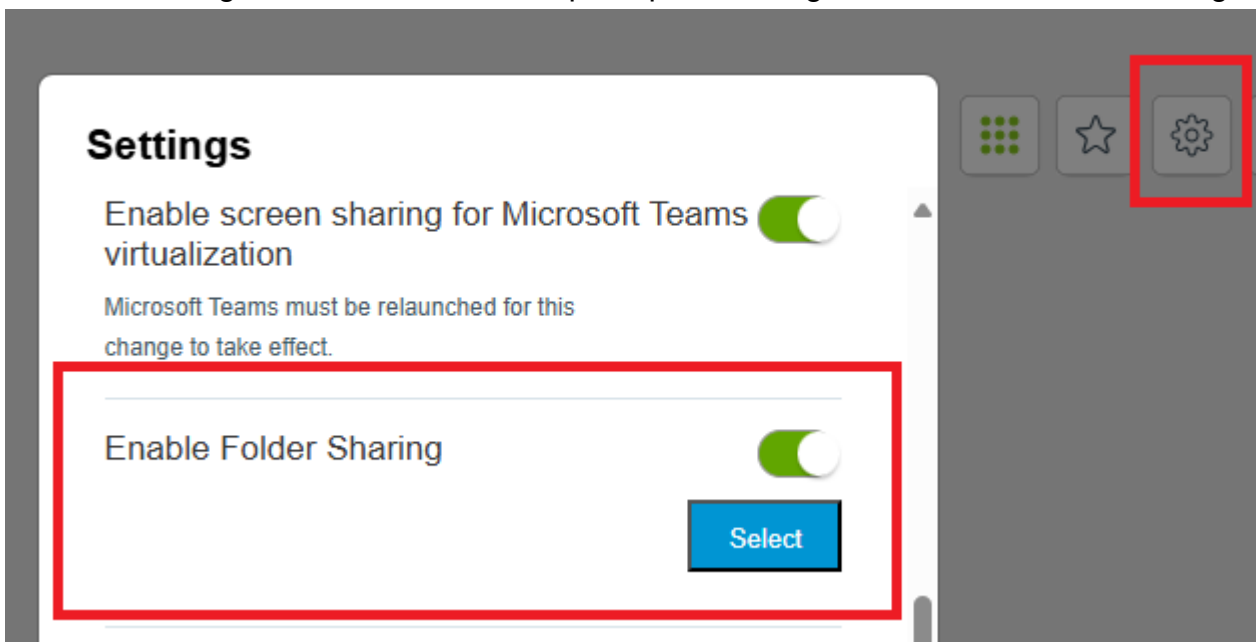 Settings
Enable screen sharing for Microsoft Teams
virtualization
Microsoft Teams must be relaunched for this
change to take effect.
Enable Folder Sharing
Select